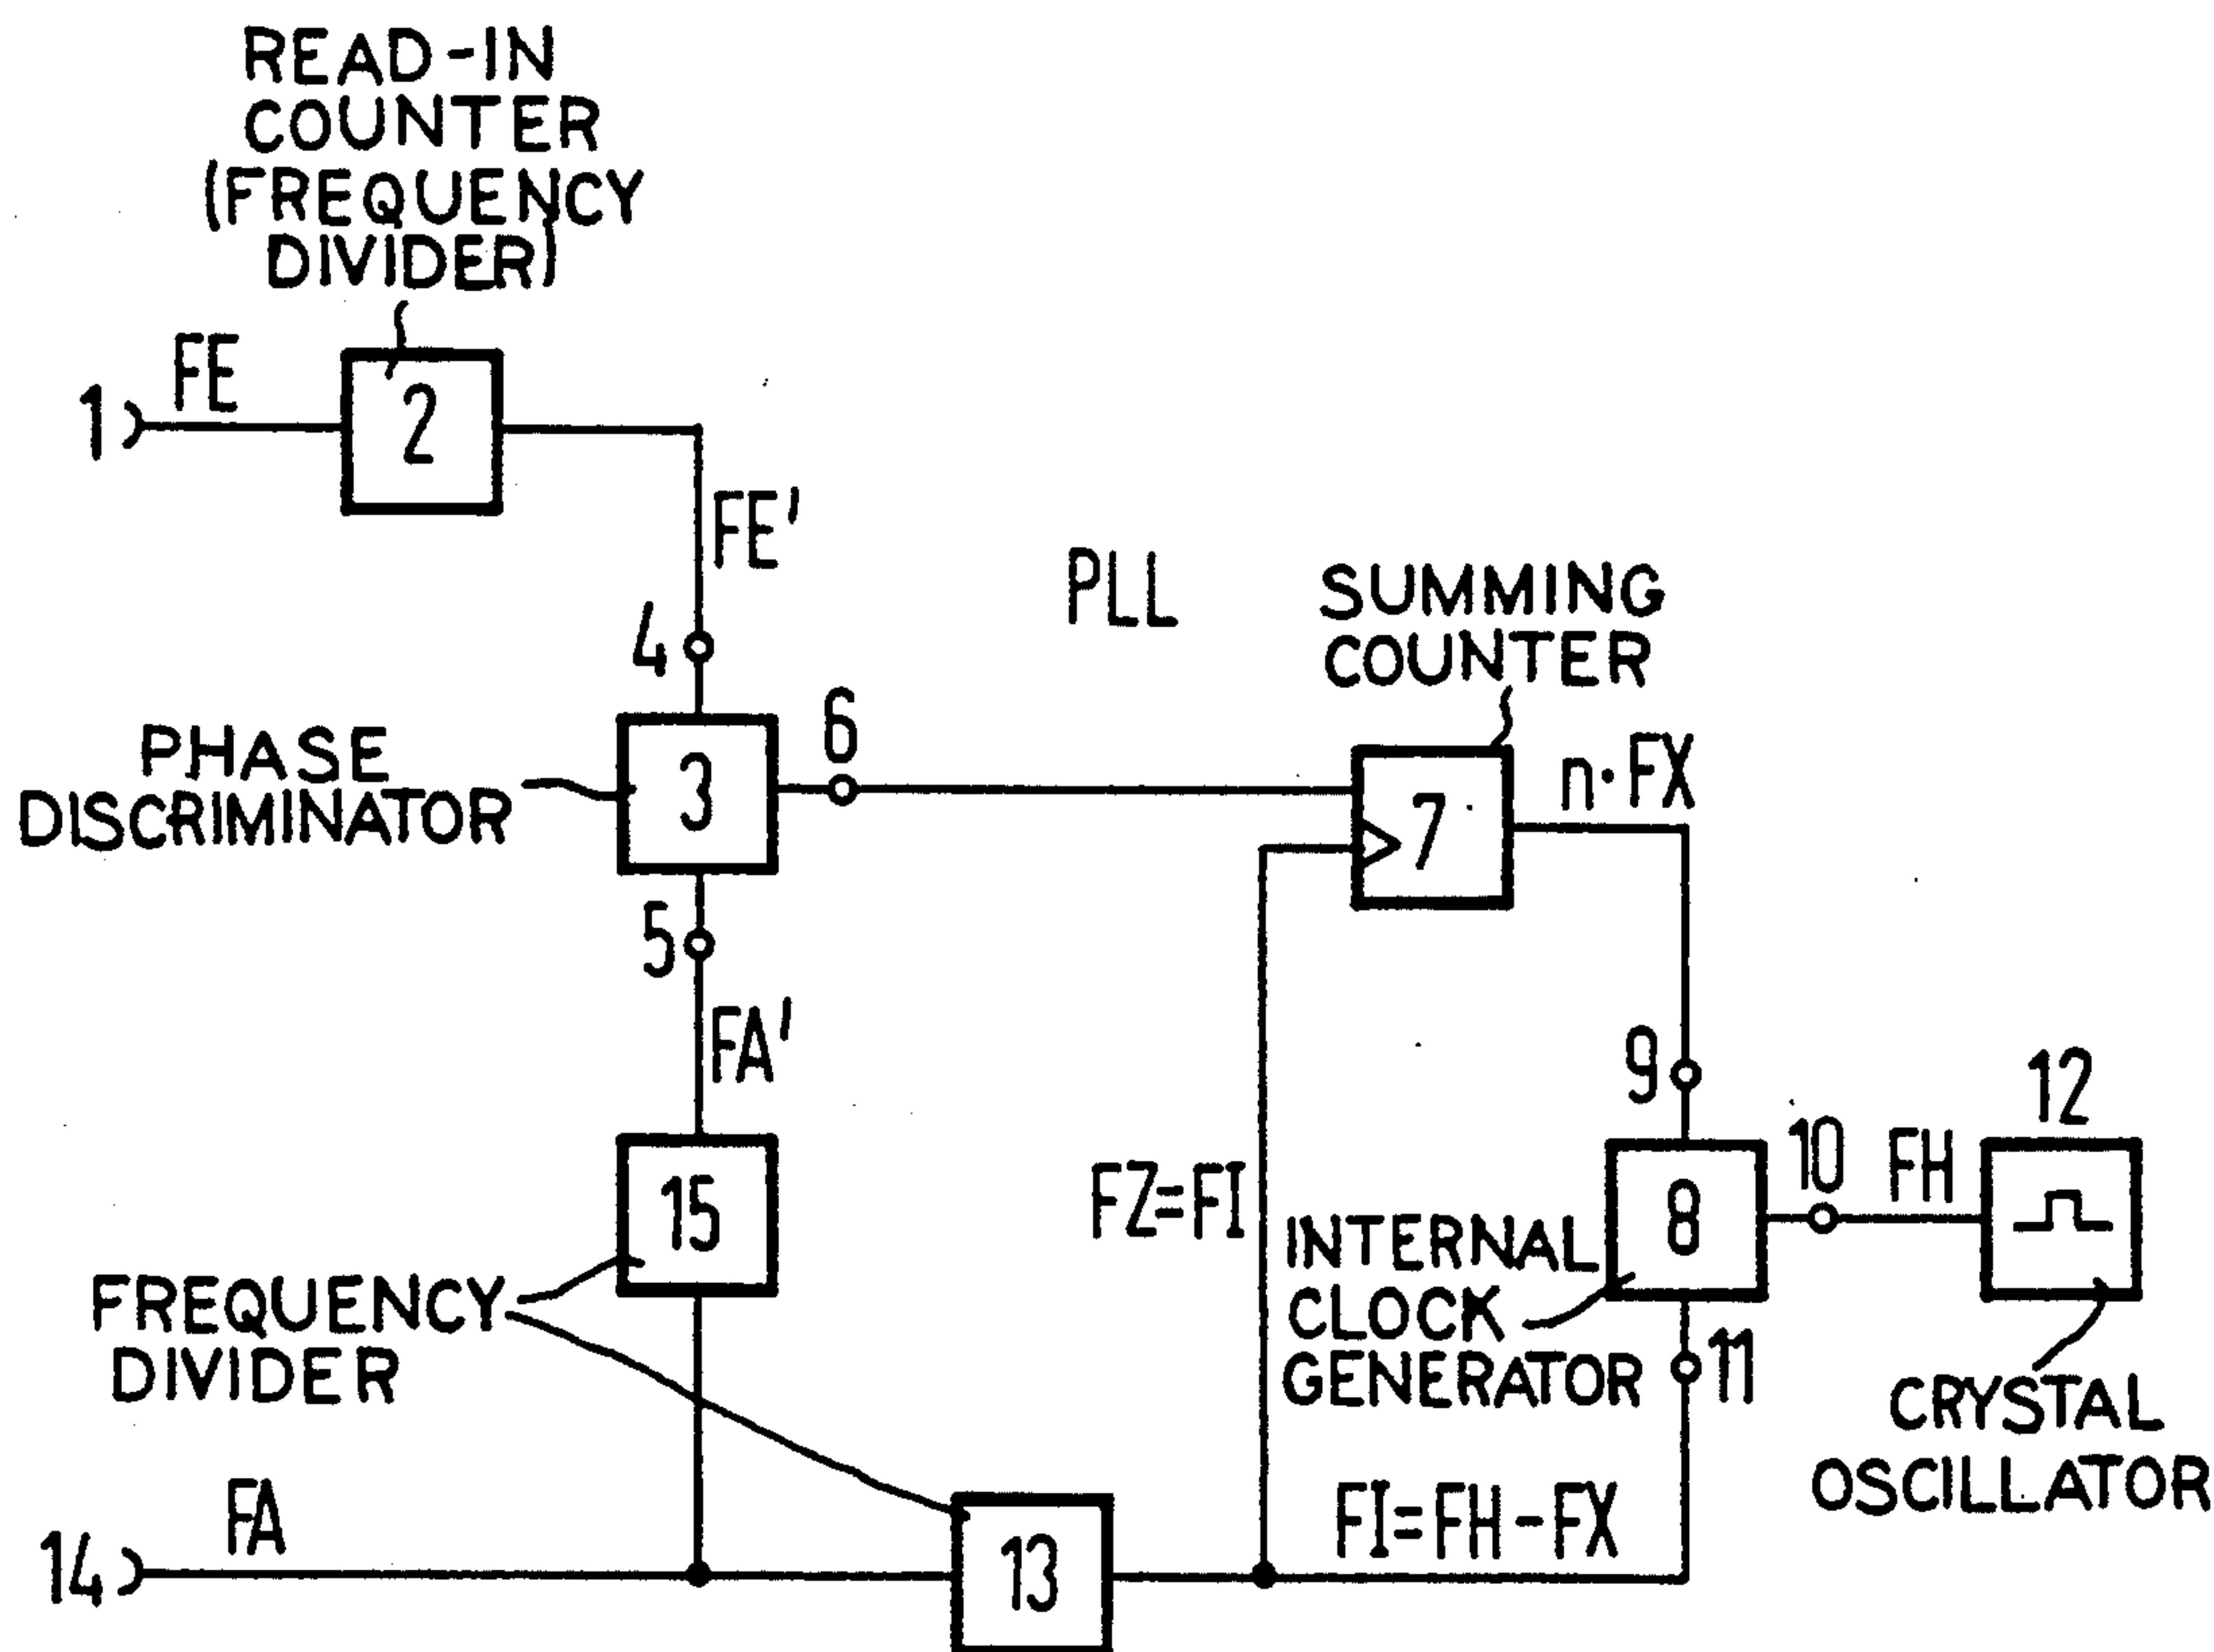 READ-IN
COUNTER
(FREQUENCY
DIVIDER)
1
FE
2
FE'
4
PLL
SUMMING
COUNTER
PHASE
DISCRIMINATOR
3
6
7
n·FX
5
FA'
9
12
15
FZ=FI
10
FH
8
INTERNAL
CLOCK
GENERATOR
FREQUENCY
DIVIDER
11
CRYSTAL
OSCILLATOR
14
FA
13
FI=FH-FX